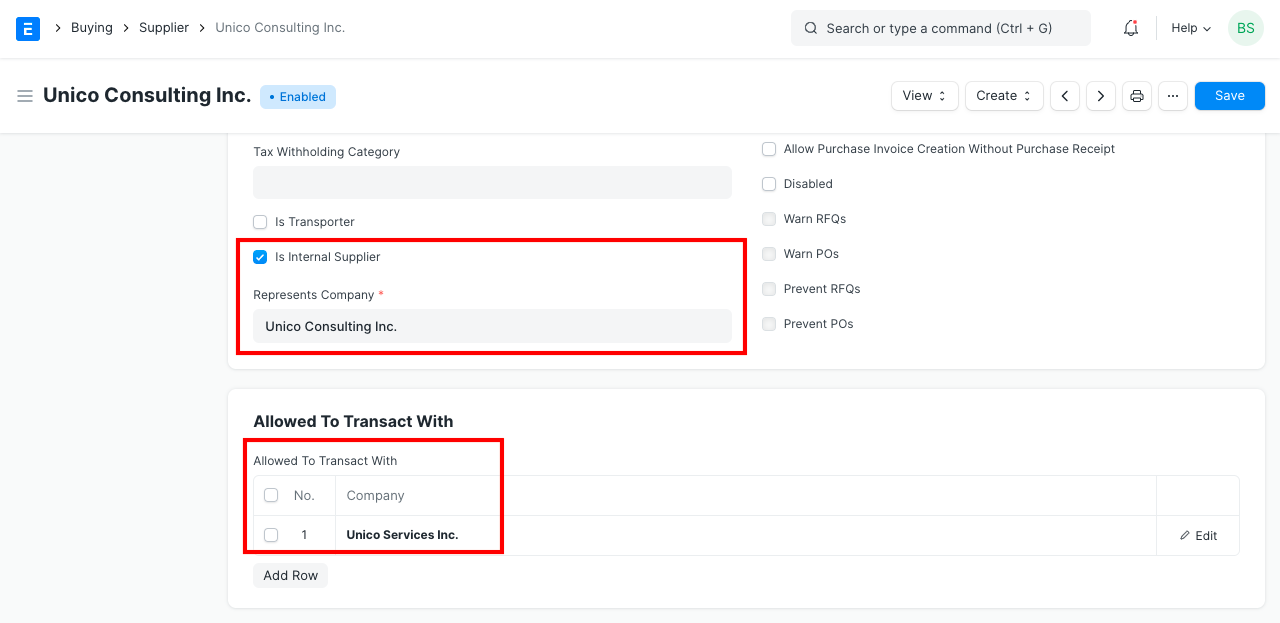 E
Buying
Supplier
Unico Consulting Inc.
Search or type a command (Ctrl + G)
Help
BS
Unico Consulting Inc.
Enabled
View
Create
...
Save
Tax Withholding Category
Is Transporter
Is Internal Supplier
Represents Company *
Unico Consulting Inc.
Allow Purchase Invoice Creation Without Purchase Receipt
Disabled
Warn RFQs
Warn POs
Prevent RFQs
Prevent POs
Allowed To Transact With
Allowed To Transact With
No. Company
1 Unico Services Inc. Edit
Add Row